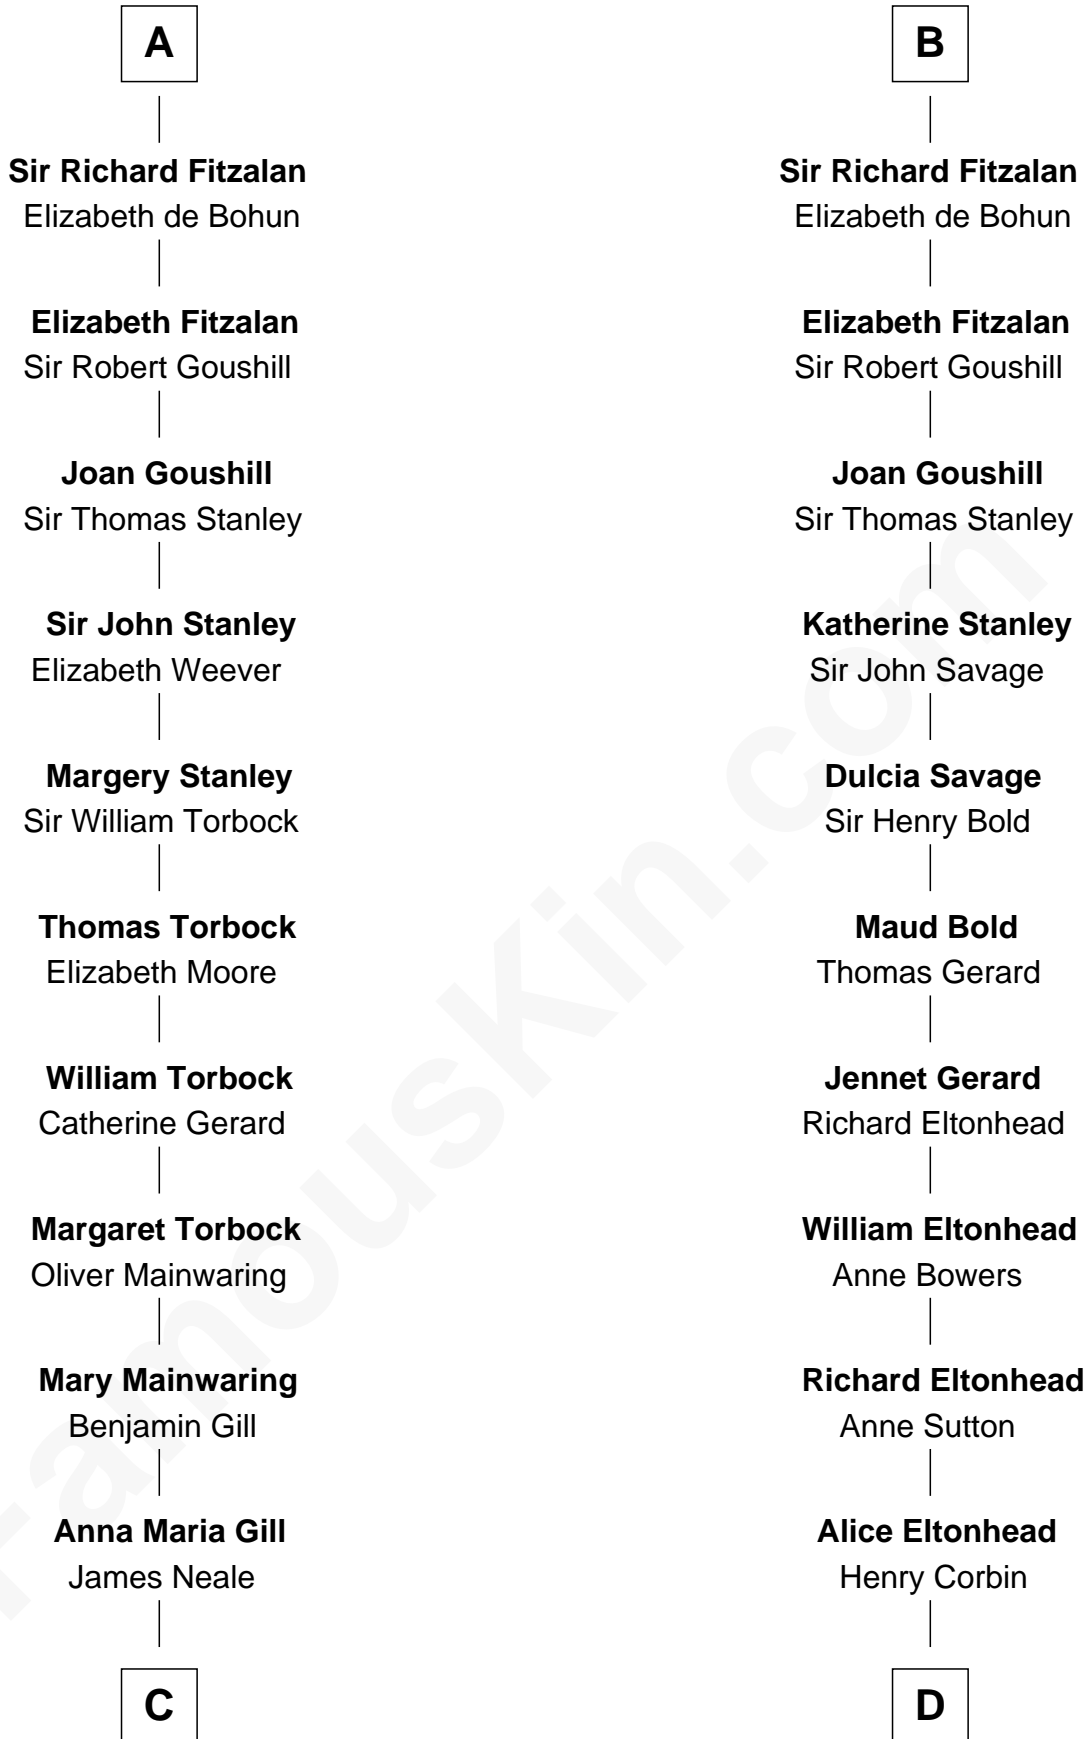 A
Sir Richard Fitzalan
Elizabeth de Bohun
Elizabeth Fitzalan
Sir Robert Goushill
Joan Goushill
Sir Thomas Stanley
Sir John Stanley
Elizabeth Weever
Margery Stanley
Sir William Torbock
Thomas Torbock
Elizabeth Moore
William Torbock
Catherine Gerard
Margaret Torbock
Oliver Mainwaring
Mary Mainwaring
Benjamin Gill
Anna Maria Gill
James Neale
C
B
Sir Richard Fitzalan
Elizabeth de Bohun
Elizabeth Fitzalan
Sir Robert Goushill
Joan Goushill
Sir Thomas Stanley
Katherine Stanley
Sir John Savage
Dulcia Savage
Sir Henry Bold
Maud Bold
Thomas Gerard
Jennet Gerard
Richard Eltonhead
William Eltonhead
Anne Bowers
Richard Eltonhead
Anne Sutton
Alice Eltonhead
Henry Corbin
D
FamousKin.com